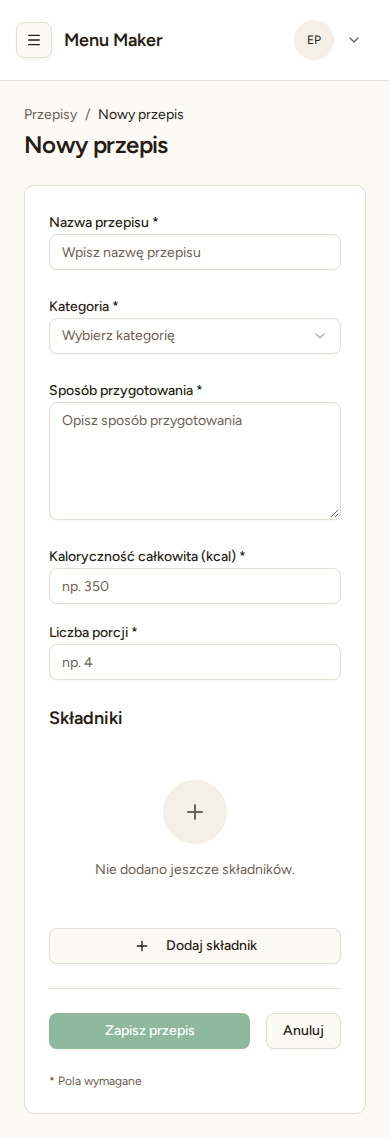 Menu Maker
EP
Przepisy / Nowy przepis
Nowy przepis
Nazwa przepisu *
Wpisz nazwę przepisu
Kategoria *
Wybierz kategorię
Sposób przygotowania *
Opisz sposób przygotowania
Kaloryczność całkowita (kcal) *
np. 350
Liczba porcji *
np. 4
Składniki
Nie dodano jeszcze składników.
Dodaj składnik
Zapisz przepis
Anuluj
* Pola wymagane